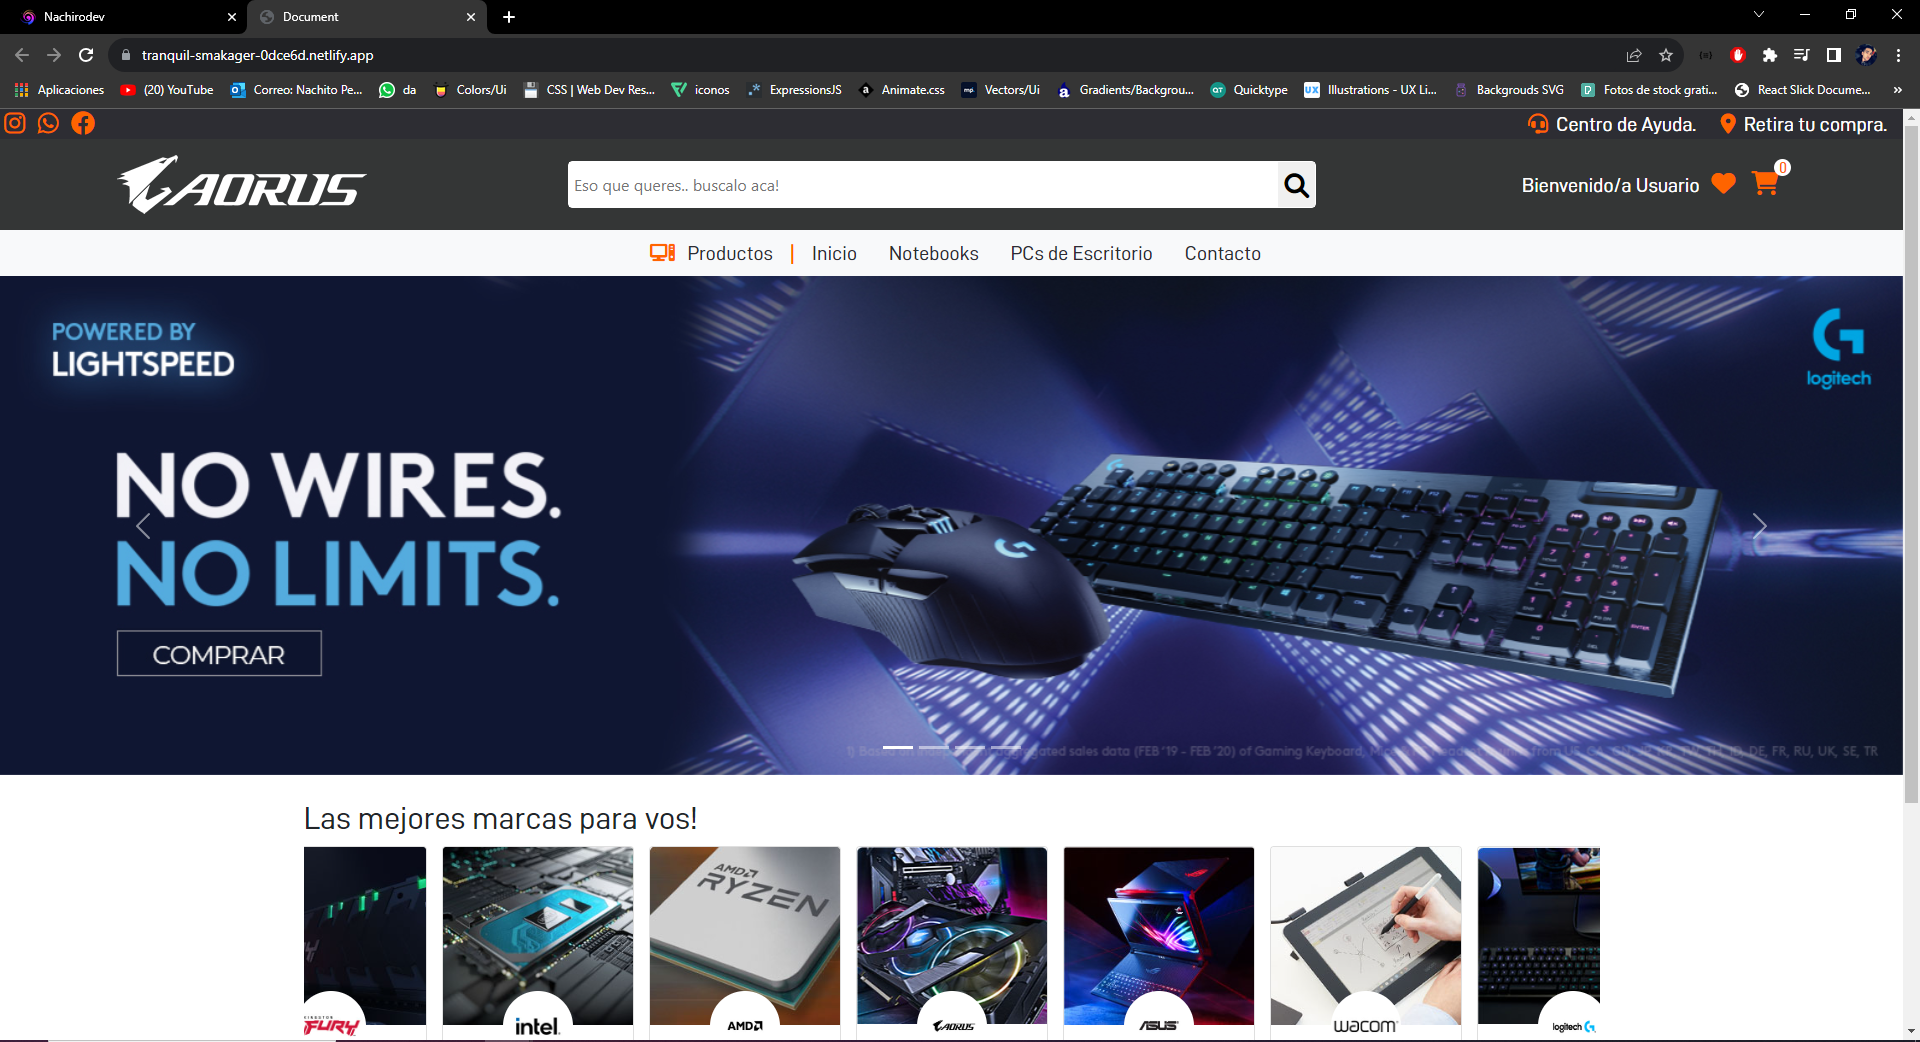 Nachirodev
Document
tranquil-smakager-0dce6d.netlify.app
Aplicaciones
(20) YouTube
Correo: Nachito Pe...
da
Colors/Ui
CSS | Web Dev Res...
iconos
ExpressionsJS
Animate.css
Vectors/Ui
Gradients/Backgrou...
Quicktype
Illustrations - UX Li...
Backgrouds SVG
Fotos de stock grati...
React Slick Docume...
Centro de Ayuda.
Retira tu compra.
AORUS
Eso que queres.. buscalo aca!
Bienvenido/a Usuario
0
Productos | Inicio Notebooks PCs de Escritorio Contacto
POWERED BY
LIGHTSPEED
logitech
NO WIRES.
NO LIMITS.
COMPRAR
sales data (FEB '19 - FEB '20) of Gaming Keyboard,
DE, FR, RU, UK, SE, TR
Las mejores marcas para vos!
AMD
RYZEN
FURY
intel.
AMD
AORUS
ASUS
wacom
logitech G